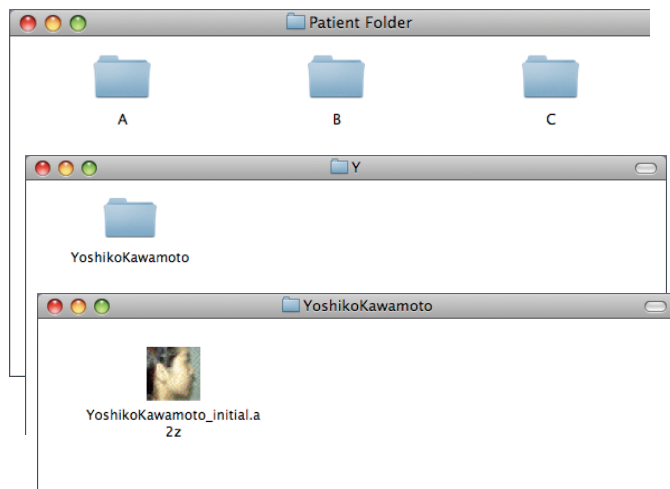 Patient Folder
A B C
Y
YoshikoKawamoto
YoshikoKawamoto
YoshikoKawamoto_initial.a
2z